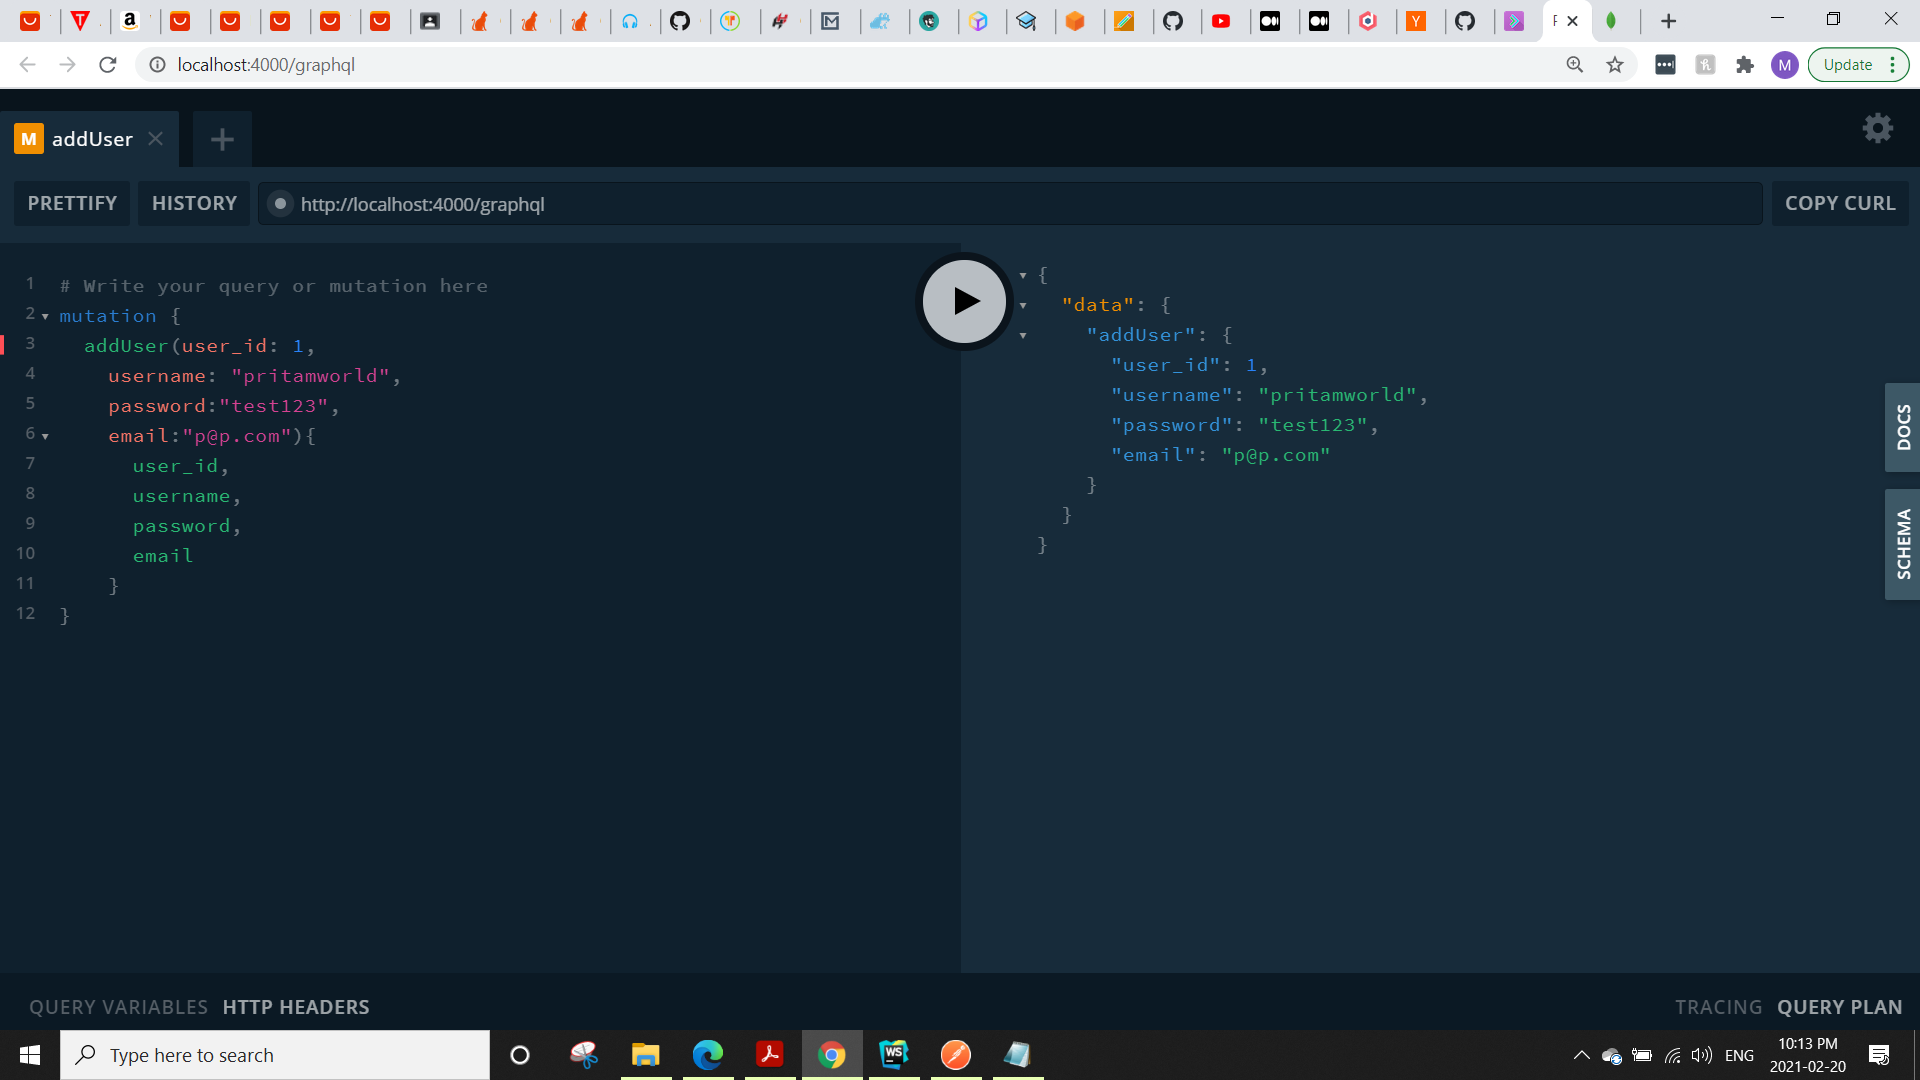 localhost:4000/graphql
M
Update
M addUser
PRETTIFY
HISTORY
http://localhost:4000/graphql
COPY CURL
1 # Write your query or mutation here
2 mutation {
3 addUser(user_id: 1,
4 username: "pritamworld",
5 password:"test123",
6 email:"p@p.com"){
7 user_id,
8 username,
9 password,
10 email
11 }
12 }
{
"data": {
"addUser": {
"user_id": 1,
"username": "pritamworld",
"password": "test123",
"email": "p@p.com"
}
}
}
DOCS
SCHEMA
QUERY VARIABLES HTTP HEADERS
TRACING QUERY PLAN
Type here to search
WS
ENG
10:13 PM
2021-02-20